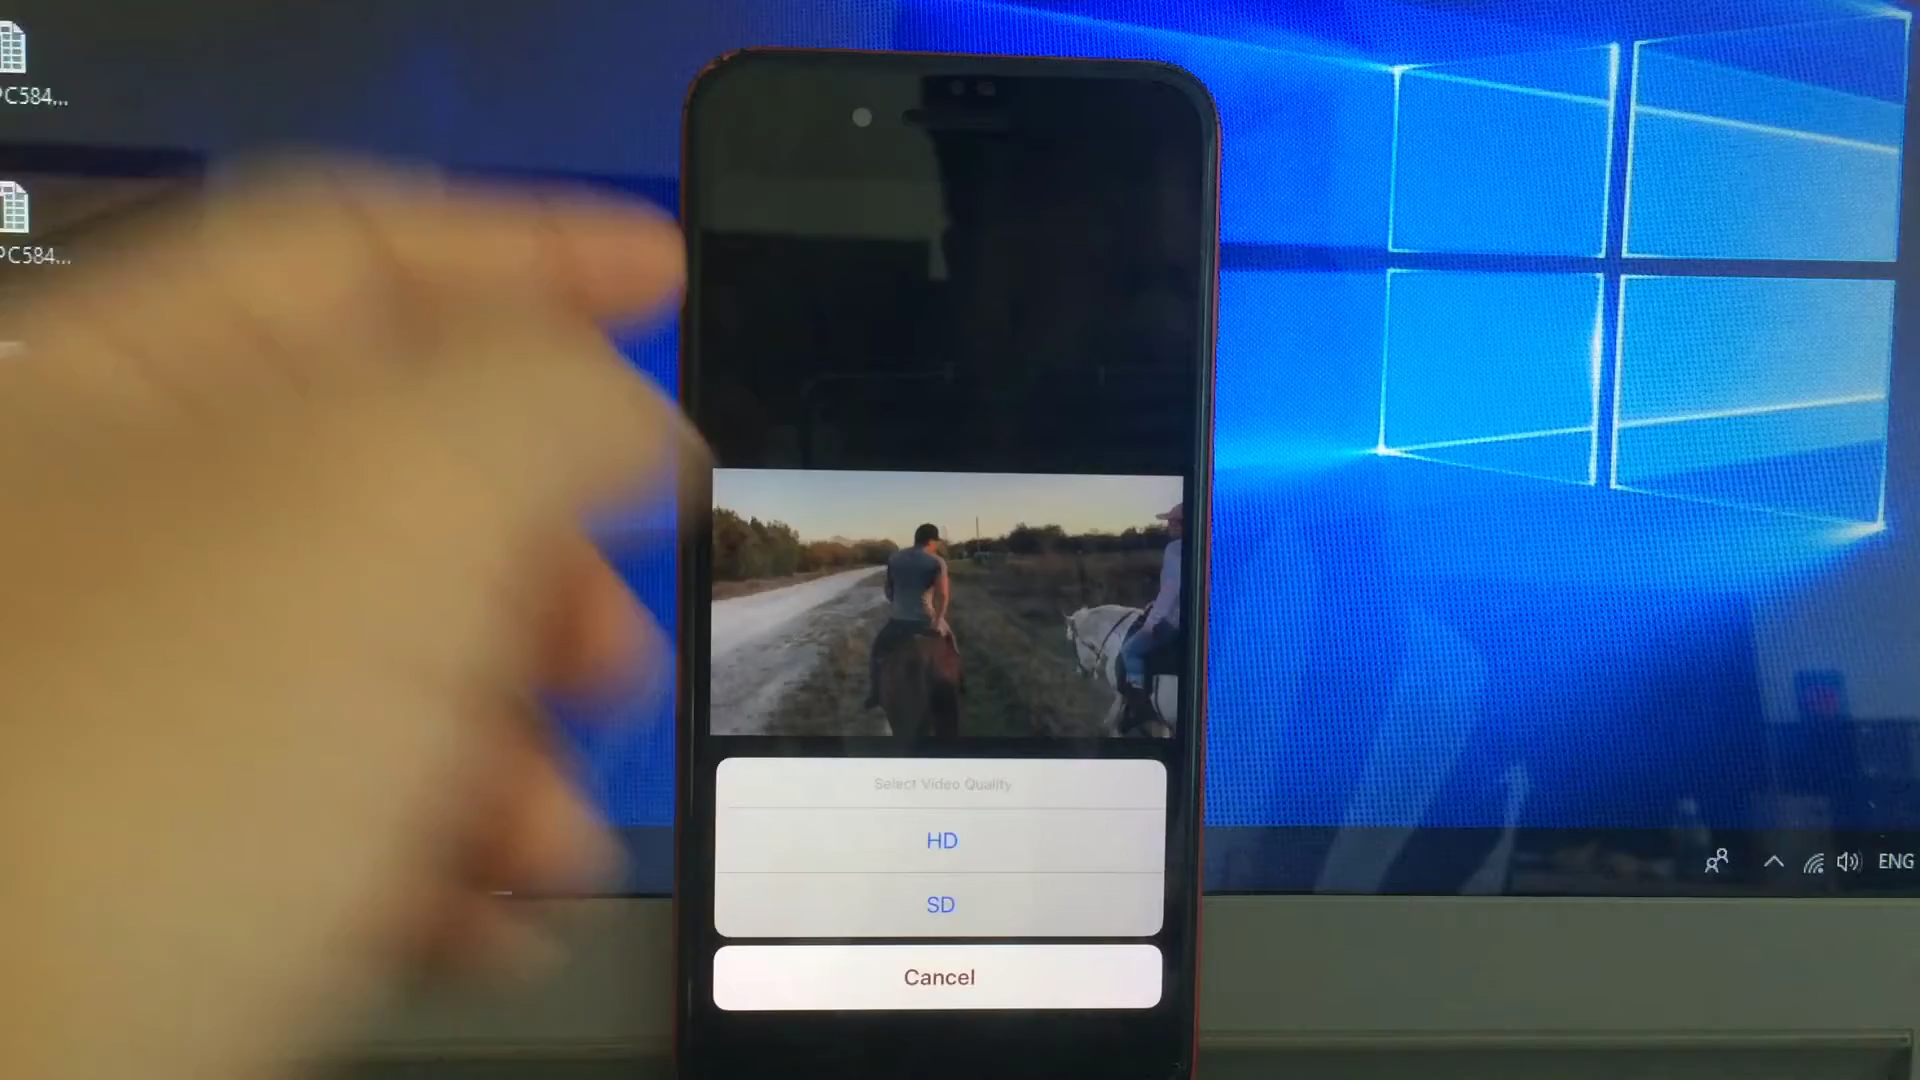 PC584...
PC584...
Select Video Quality
HD
SD
Cancel
ENG